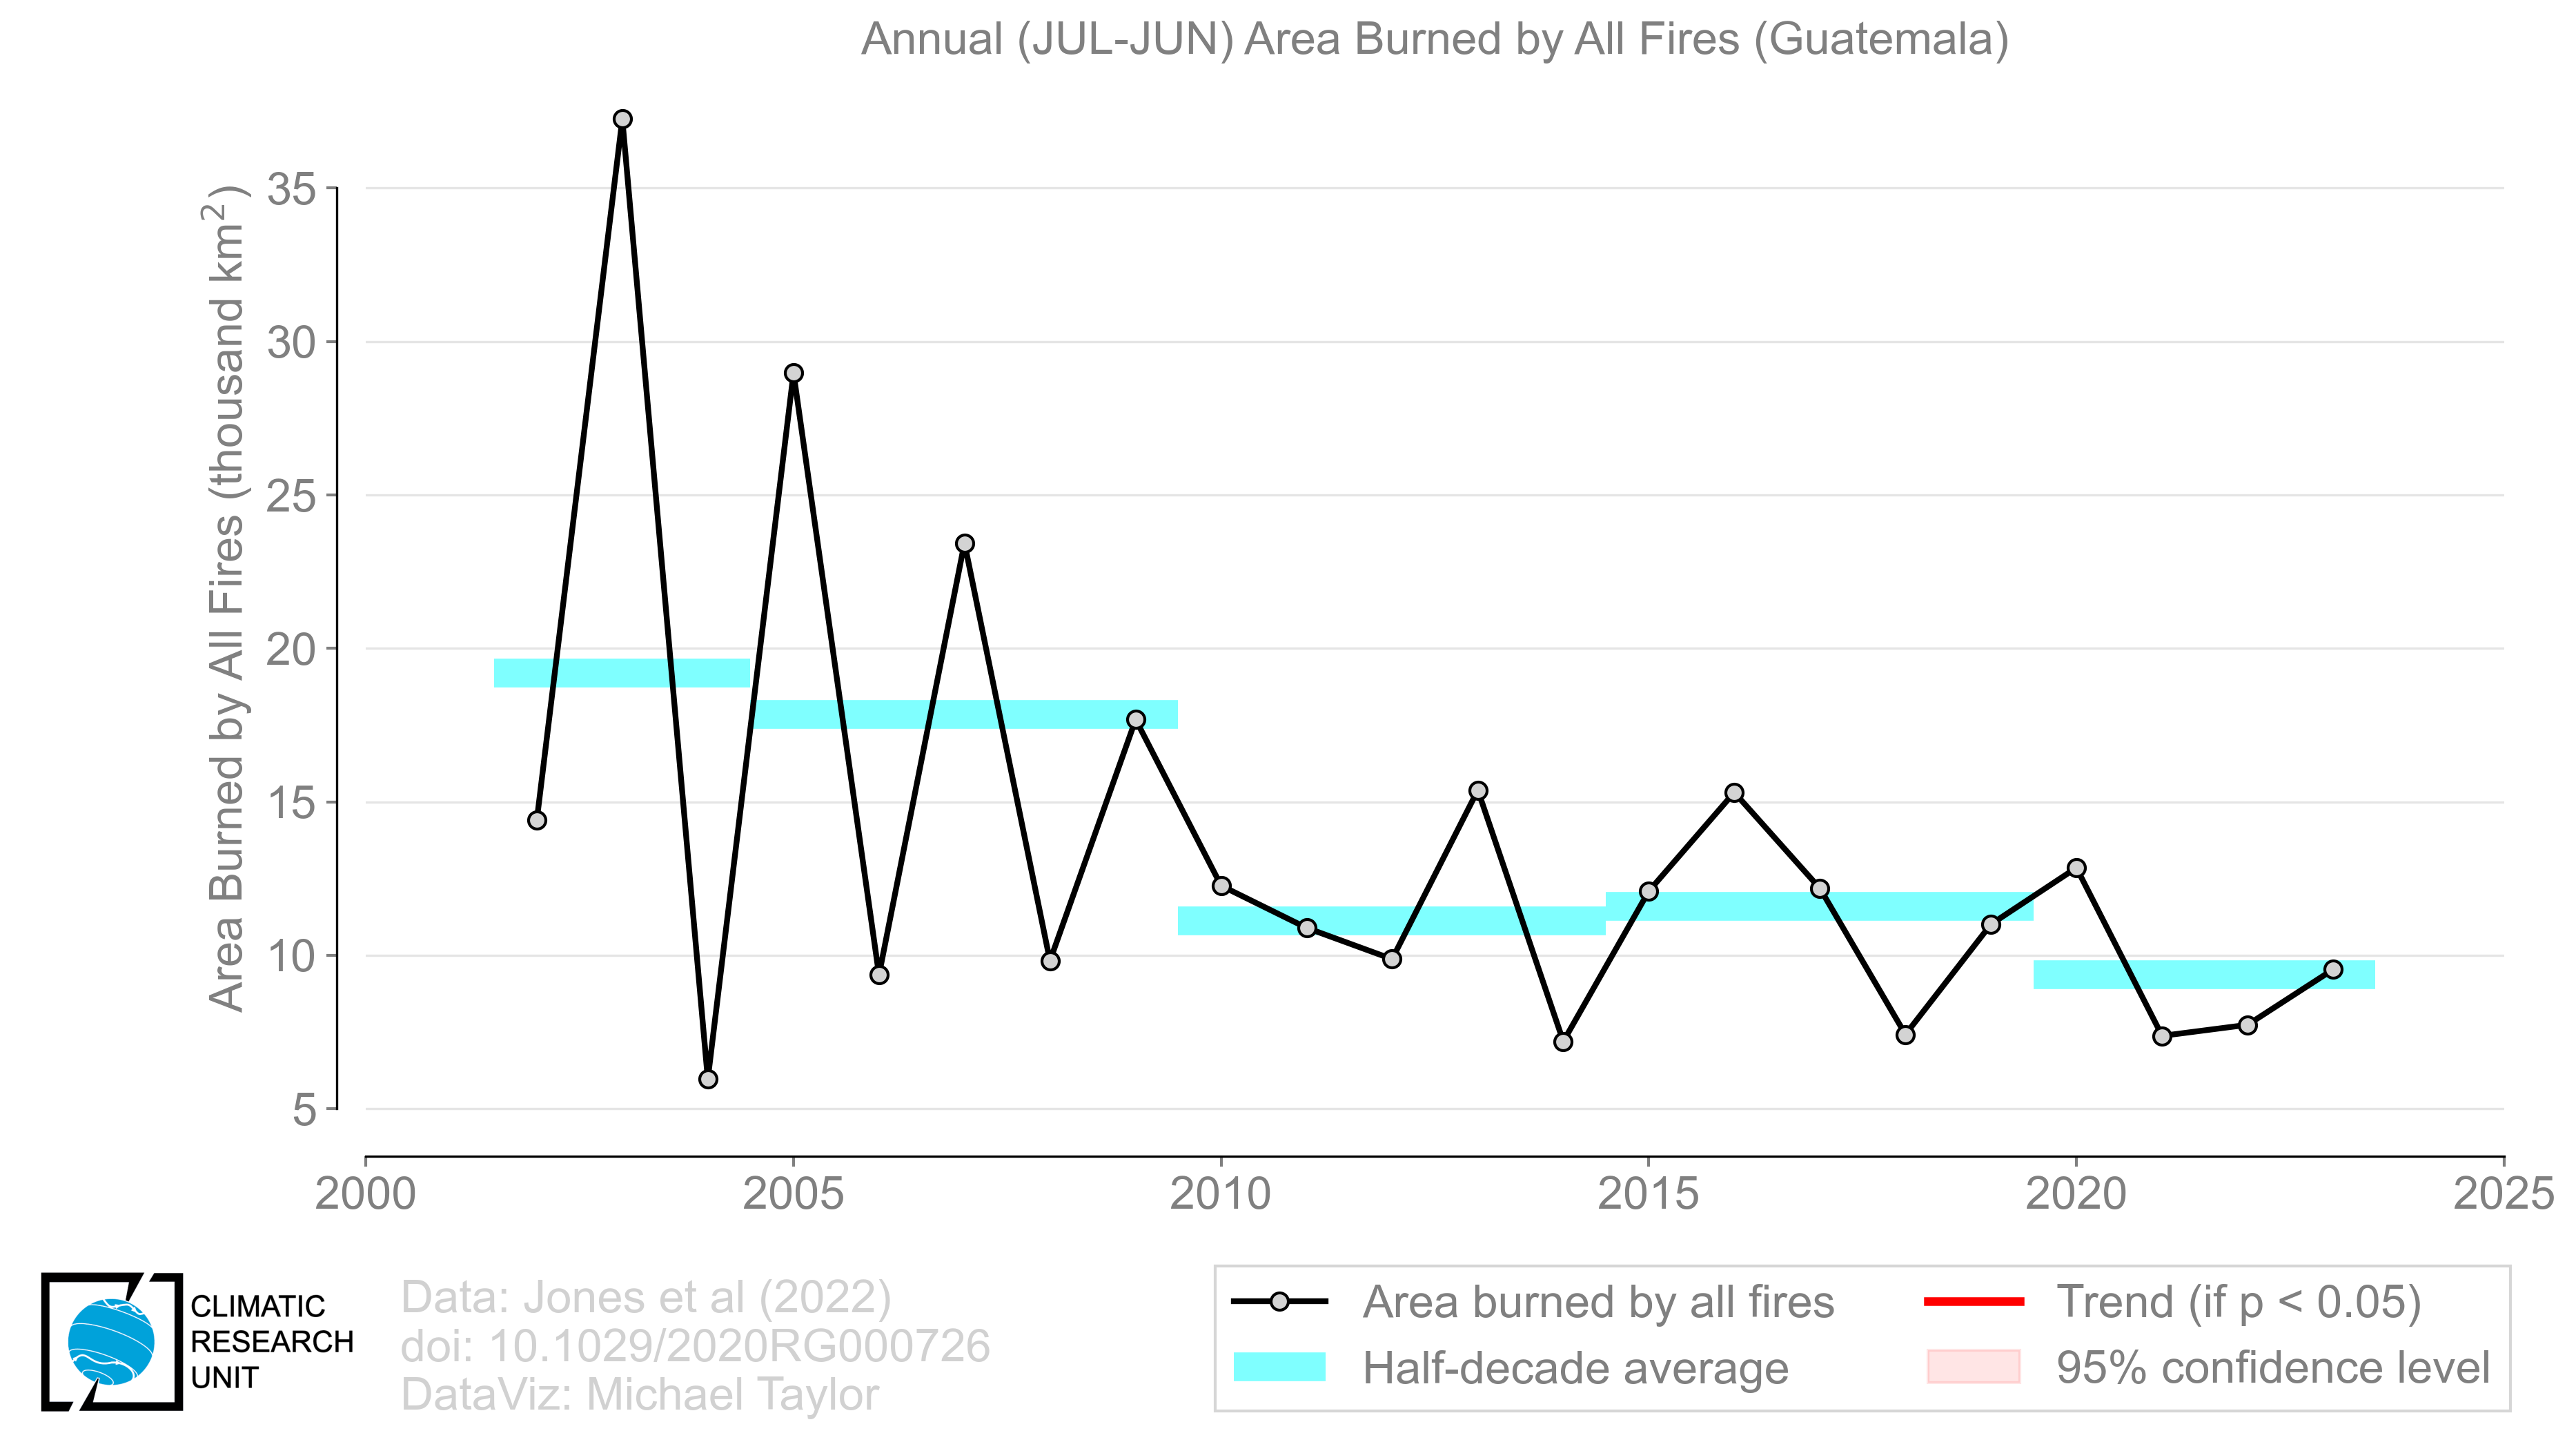 Annual (JUL-JUN) Area Burned by All Fires (Guatemala)
Area Burned by All Fires (thousand km²)
35
30
25
20
15
10
5
2000 2005 2010 2015 2020 2025
CLIMATIC
RESEARCH
UNIT
Data: Jones et al (2022)
doi: 10.1029/2020RG000726
DataViz: Michael Taylor
Area burned by all fires
Half-decade average
Trend (if p < 0.05)
95% confidence level